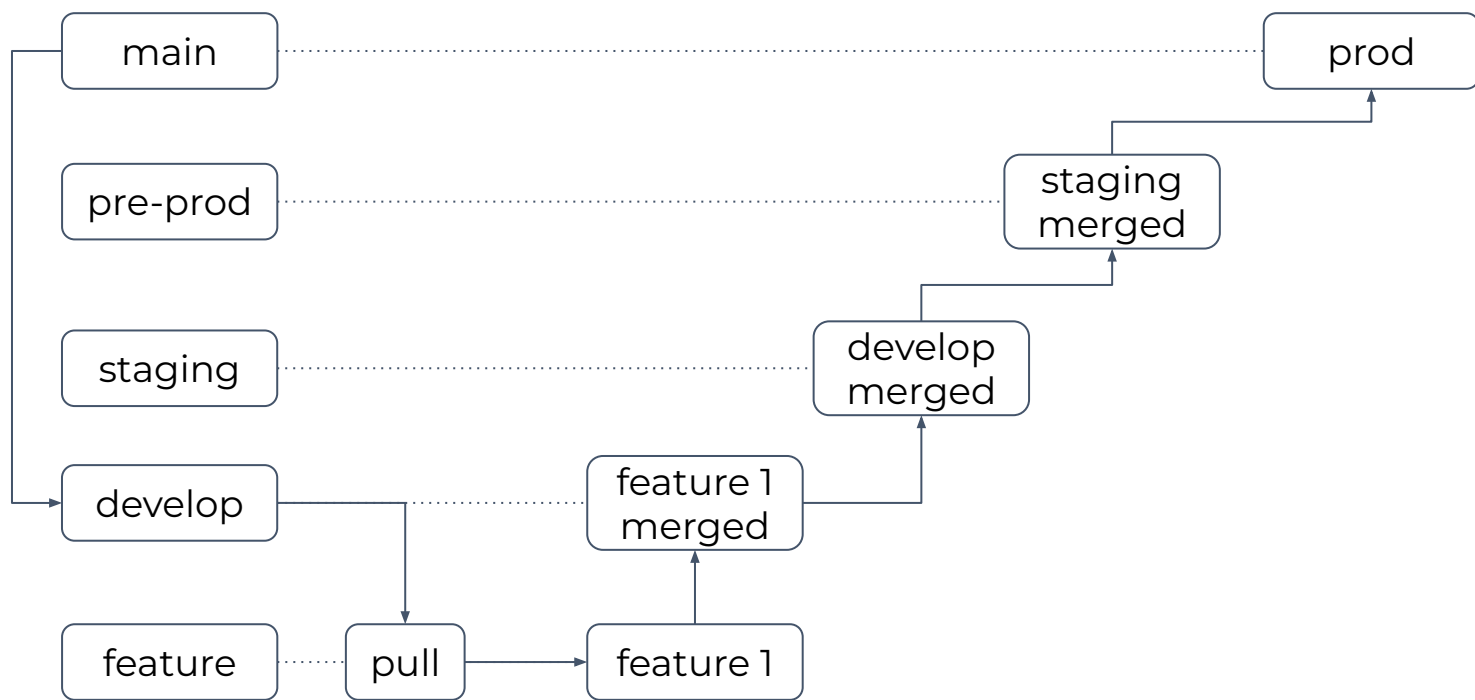 main
prod
pre-prod
staging
merged
staging
develop
merged
develop
feature 1
merged
feature
pull
feature 1